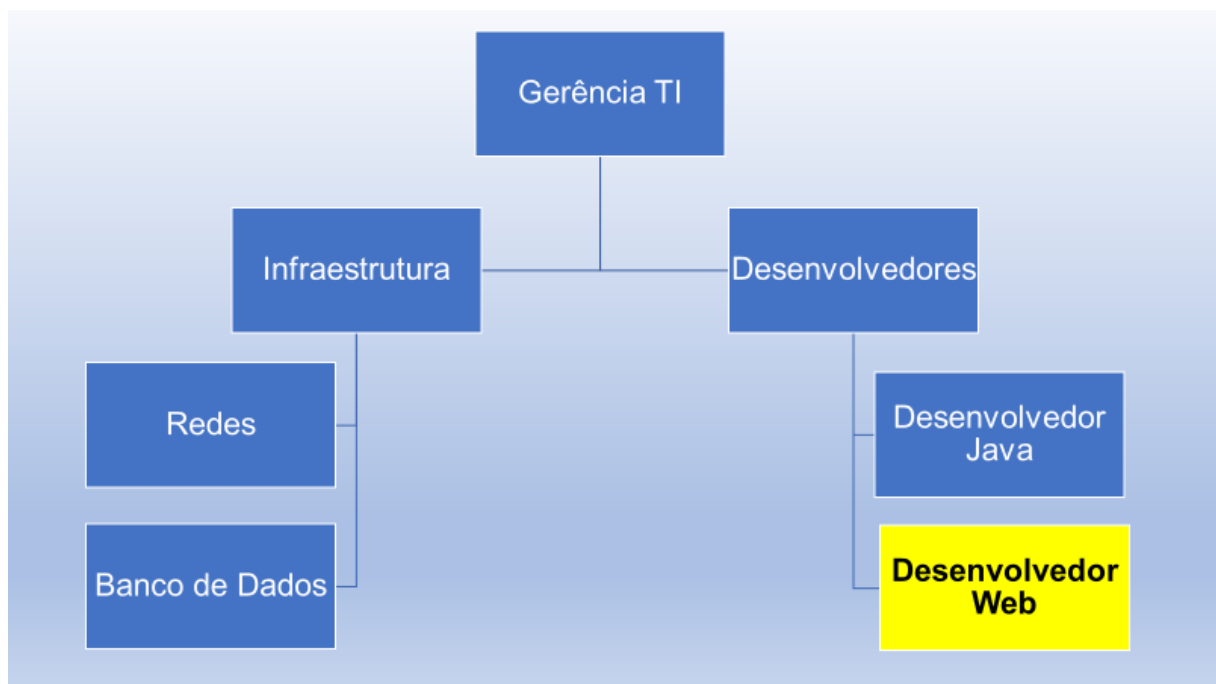 Gerência TI
Infraestrutura
Desenvolvedores
Redes
Desenvolvedor
Java
Banco de Dados
Desenvolvedor
Web